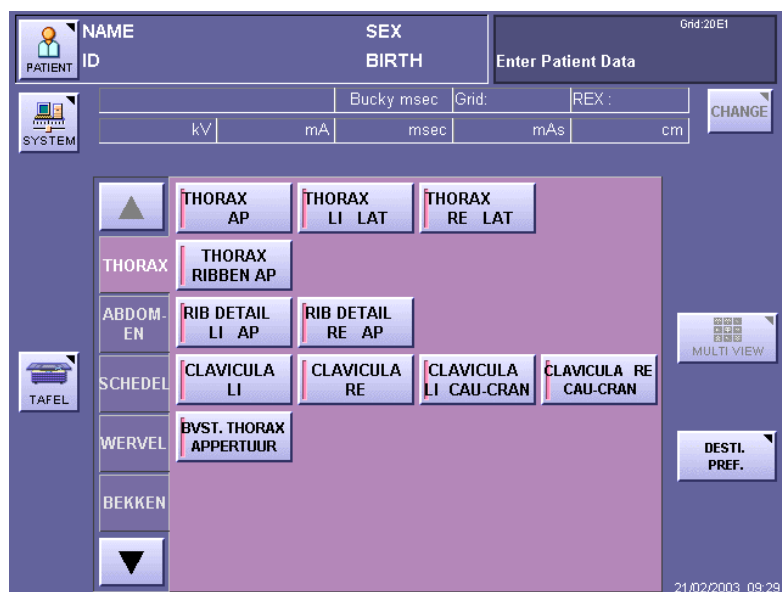 NAME SEX Grid:20E1
PATIENT ID BIRTH Enter Patient Data
Bucky msec Grid: REX : CHANGE
SYSTEM kV mA msec mAs cm
THORAX AP
THORAX LI LAT
THORAX RE LAT
THORAX
THORAX RIBBEN AP
ABDOM-
EN
RIB DETAIL
LI AP
RIB DETAIL
RE AP
MULTI VIEW
TAFEL
SCHEDEL
CLAVICULA
LI
CLAVICULA
RE
CLAVICULA
LI CAU-CRAN
CLAVICULA RE
CAU-CRAN
WERVEL
BVST. THORAX
APPERTUUR
DESTI.
PREF.
BEKKEN
21/02/2003 09:29